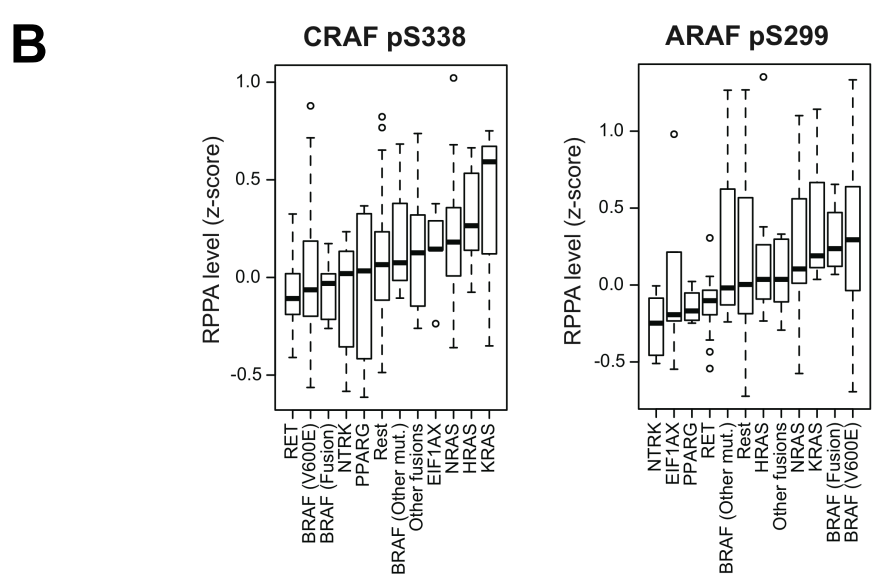 B
CRAF pS338
RPPA level (z-score)
1.0
0.5
0.0
-0.5
RET
BRAF (V600E)
BRAF (Fusion)
NTRK
PPARG
Rest
BRAF (Other mut.)
Other fusions
EIF1AX
NRAS
HRAS
KRAS
ARAF pS299
RPPA level (z-score)
1.0
0.5
0.0
-0.5
NTRK
EIF1AX
PPARG
RET
BRAF (Other mut.)
Rest
HRAS
Other fusions
NRAS
KRAS
BRAF (Fusion)
BRAF (V600E)